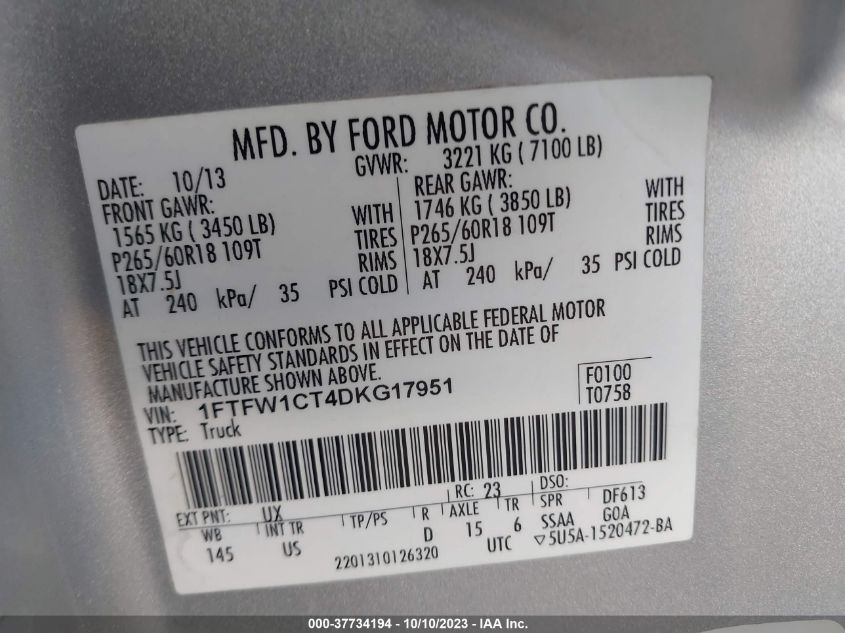 MFD. BY FORD MOTOR CO.
DATE: 10/13 GVWR: 3221 KG ( 7100 LB)
FRONT GAWR: REAR GAWR:
1565 KG ( 3450 LB) WITH 1746 KG ( 3850 LB) WITH
P265/60R18 109T TIRES P265/60R18 109T TIRES
18X7.5J RIMS 18X7.5J RIMS
AT 240 kPa/ 35 PSI COLD AT 240 kPa/ 35 PSI COLD
THIS VEHICLE CONFORMS TO ALL APPLICABLE FEDERAL MOTOR
VEHICLE SAFETY STANDARDS IN EFFECT ON THE DATE OF
MANUFACTURE SHOWN ABOVE.
VIN: 1FTFW1CT4DKG17951 F0100
TYPE: Truck T0758
EXT PNT: UX RC: 23 DSO:
WB INT TR TP/PS R AXLE TR SPR DF613
145 US D 15 6 SSAA GOA
2201310126320 UTC ▽5U5A-1520472-BA
000-37734194 - 10/10/2023 - IAA Inc.